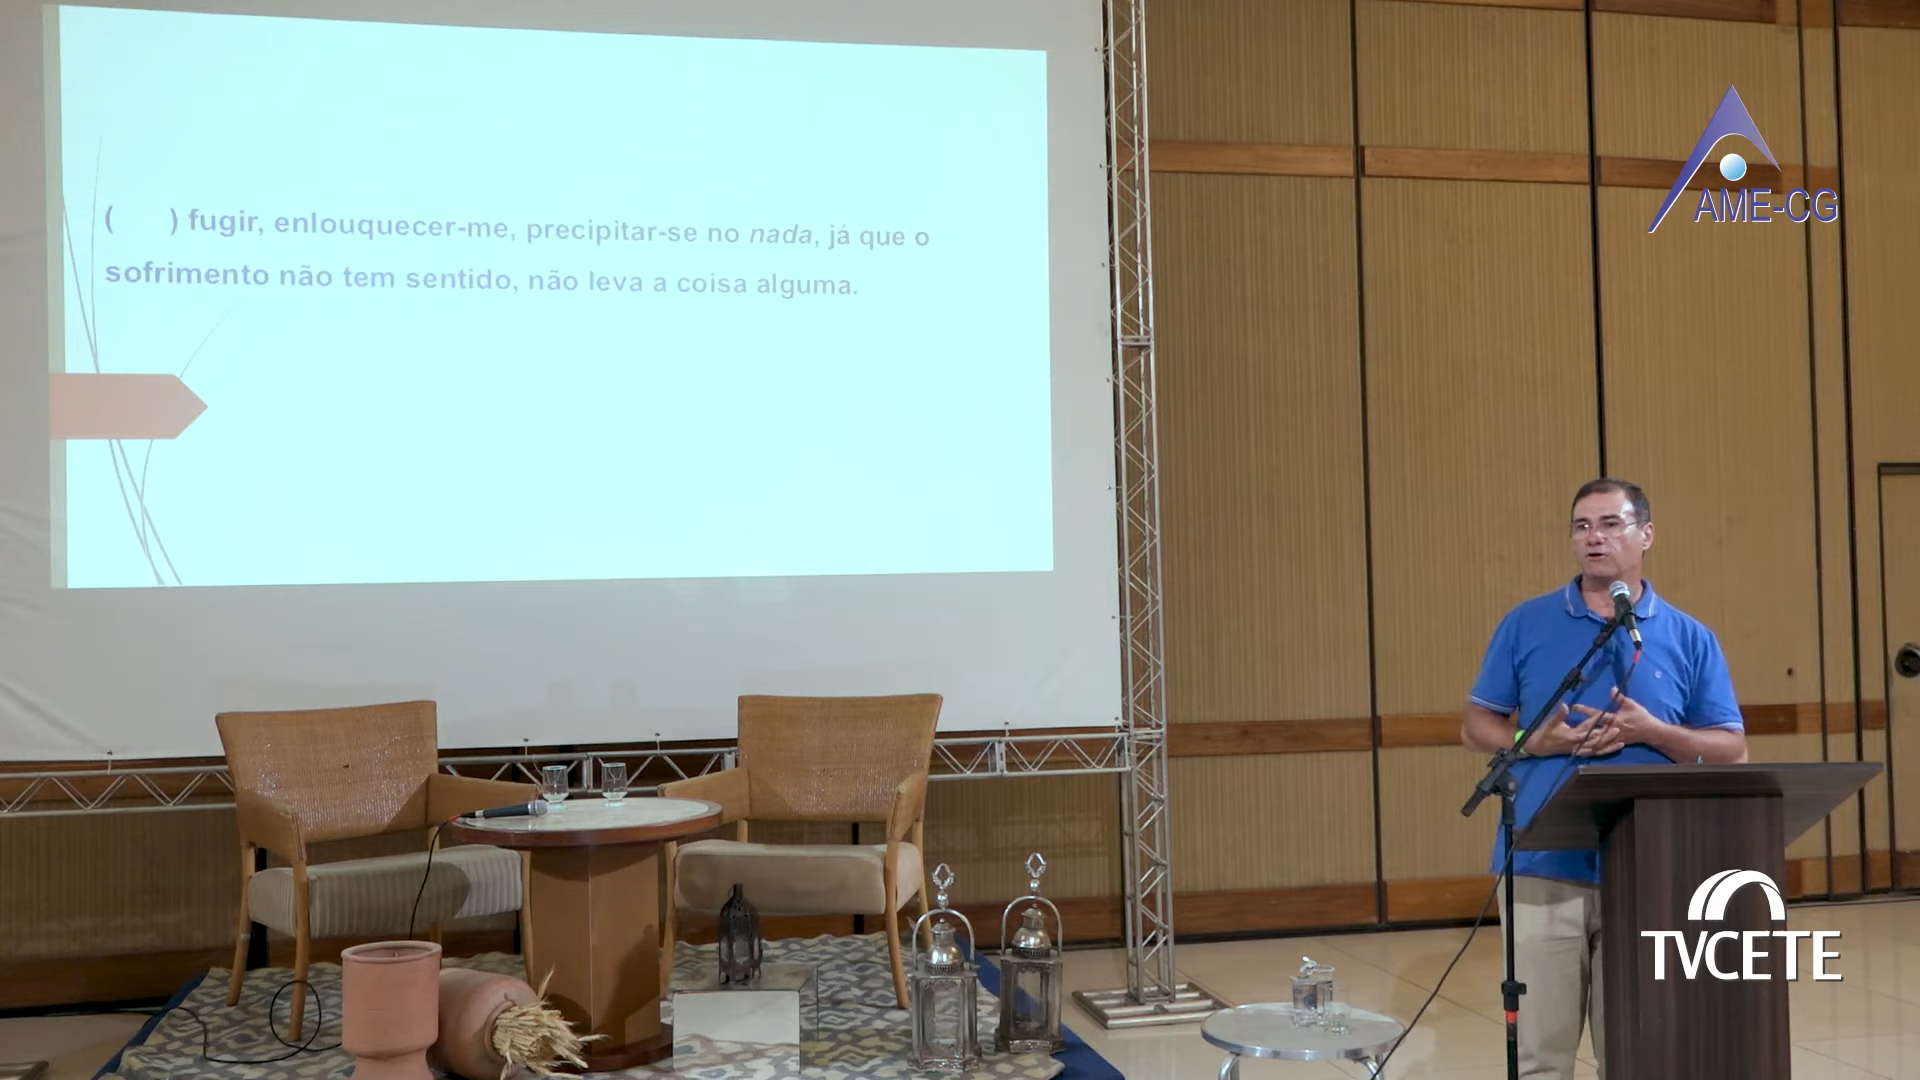 (      ) fugir, enlouquecer-me, precipitar-se no nada, já que o
sofrimento não tem sentido, não leva a coisa alguma.
AME-CG
TVCETE